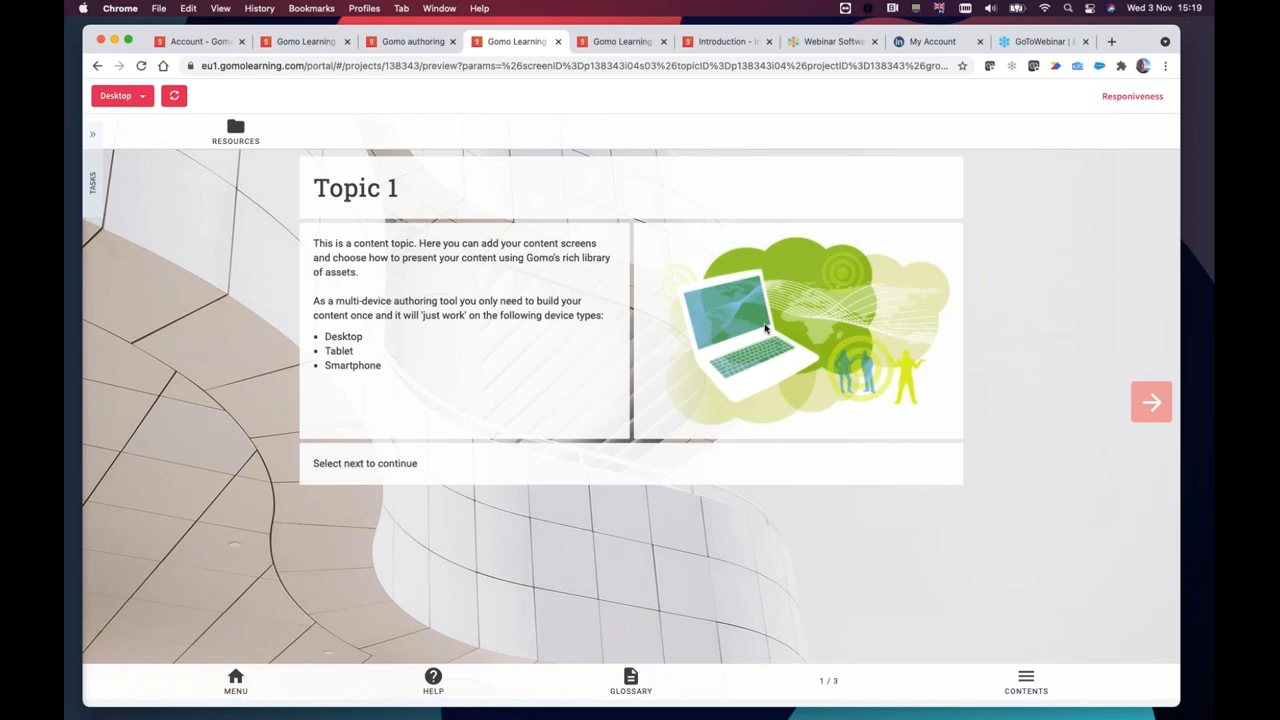 Chrome File Edit View History Bookmarks Profiles Tab Window Help Wed 3 Nov 15:19
Account - Gom Gomo Learning Gomo authoring Gomo Learning Gomo Learning Introduction - I Webinar Softwa My Account GoToWebinar | E
eu1.gomolearning.com/portal/#/projects/138343/preview?params=%26screenID%3Dp138343i04s03%26topicID%3Dp138343i04%26projectID%3D138343%26gro...
Desktop
Responiveness
RESOURCES
TASKS
Topic 1
This is a content topic. Here you can add your content screens
and choose how to present your content using Gomo's rich library
of assets.
As a multi-device authoring tool you only need to build your
content once and it will 'just work' on the following device types:
• Desktop
• Tablet
• Smartphone
Select next to continue
MENU
HELP
GLOSSARY
1 / 3
CONTENTS